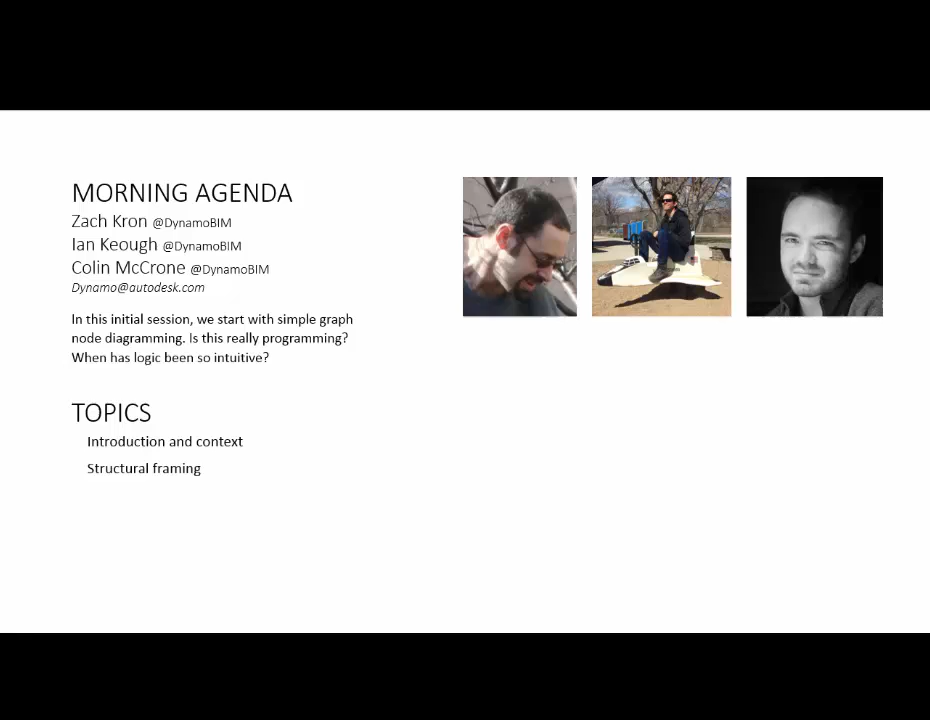 MORNING AGENDA
Zach Kron @DynamoBIM
Ian Keough @DynamoBIM
Colin McCrone @DynamoBIM
Dynamo@autodesk.com
In this initial session, we start with simple graph
node diagramming. Is this really programming?
When has logic been so intuitive?
TOPICS
Introduction and context
Structural framing